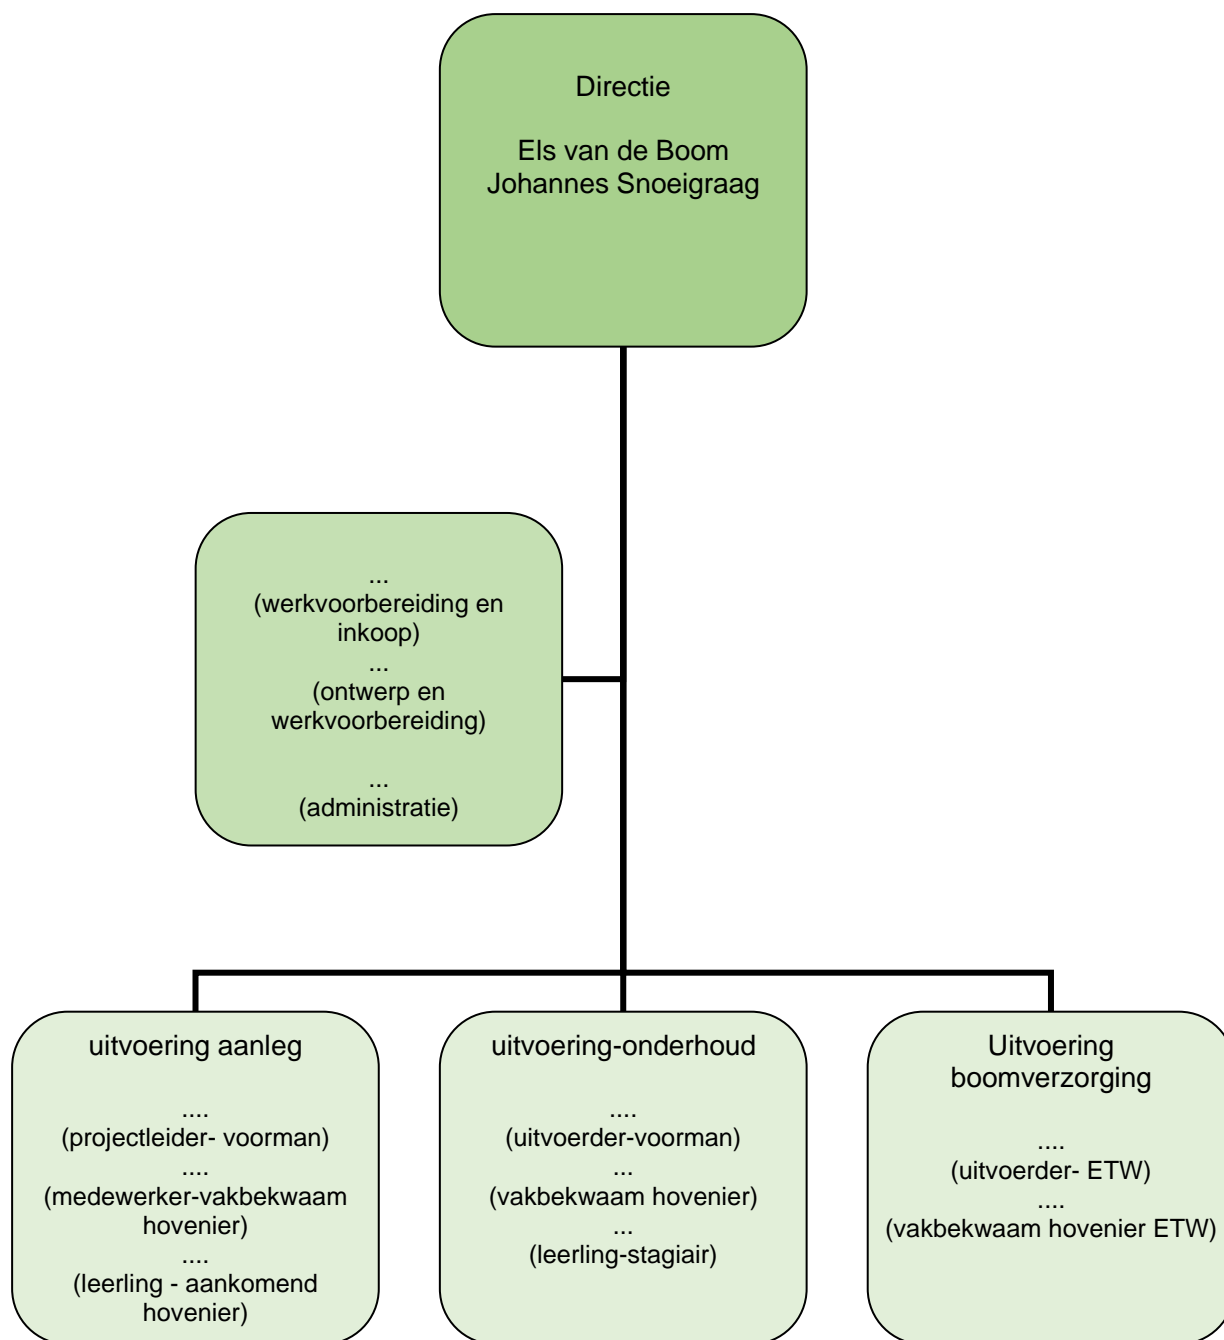 Directie
Els van de Boom
Johannes Snoeigraag
...
(werkvoorbereiding en
inkoop)
...
(ontwerp en
werkvoorbereiding)
...
(administratie)
uitvoering aanleg
....
(projectleider- voorman)
....
(medewerker-vakbekwaam
hovenier)
....
(leerling - aankomend
hovenier)
uitvoering-onderhoud
....
(uitvoerder-voorman)
...
(vakbekwaam hovenier)
...
(leerling-stagiair)
Uitvoering
boomverzorging
....
(uitvoerder- ETW)
....
(vakbekwaam hovenier ETW)